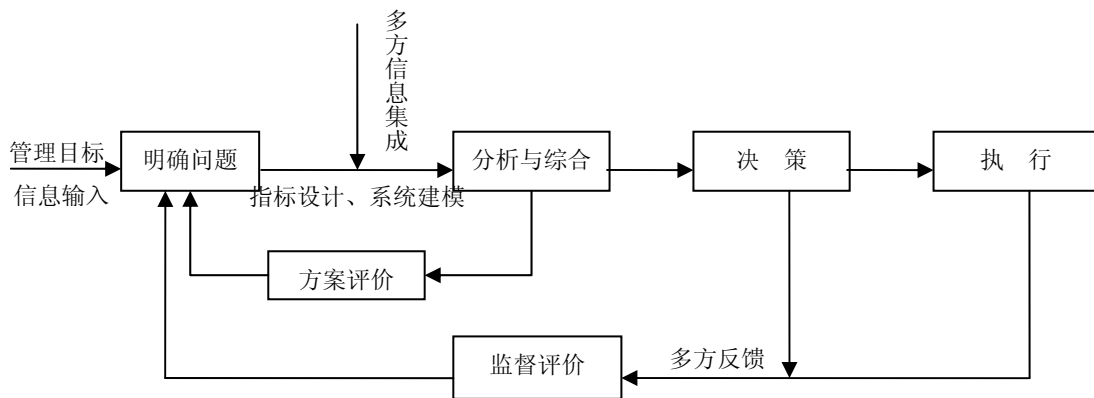 多方信息集成
管理目标
信息输入
明确问题
指标设计、系统建模
分析与综合
决 策
执 行
方案评价
监督评价
多方反馈